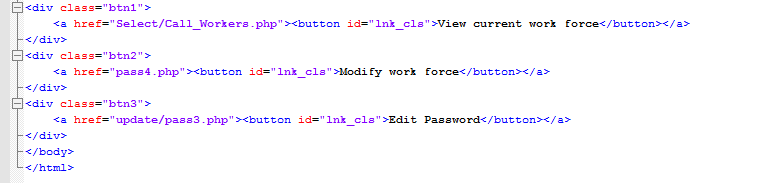 <div class="btn1">
    <a href="Select/Call_Workers.php"><button id="lnk_cls">View current work force</button></a>
</div>
<div class="btn2">
    <a href="pass4.php"><button id="lnk_cls">Modify work force</button></a>
</div>
<div class="btn3">
    <a href="update/pass3.php"><button id="lnk_cls">Edit Password</button></a>
</div>
</body>
</html>